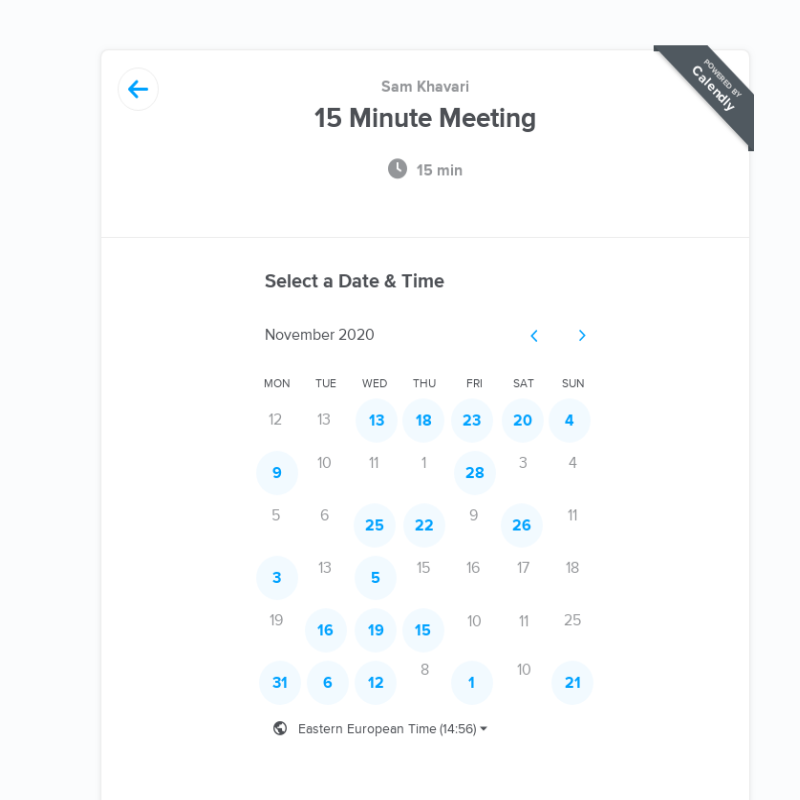 Sam Khavari
POWERED BY
Calendly
15 Minute Meeting
15 min
Select a Date & Time
November 2020
MON TUE WED THU FRI SAT SUN
12 13 13 18 23 20 4
9 10 11 1 28 3 4
5 6 25 22 9 26 11
3 13 5 15 16 17 18
19 16 19 15 10 11 25
31 6 12 8 1 10 21
Eastern European Time (14:56)